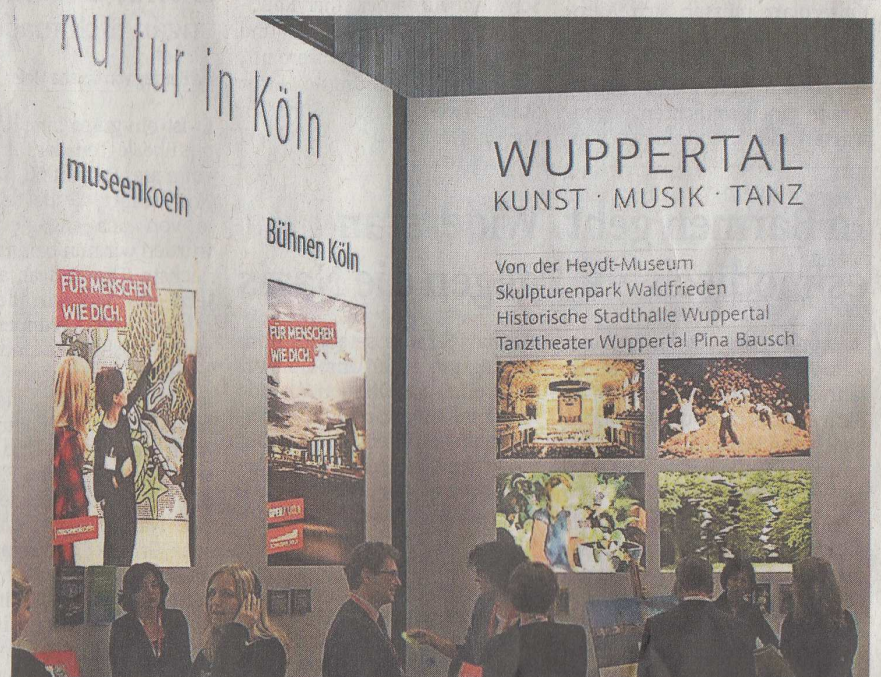 Kultur in Köln
museenkoeln
Bühnen Köln
FÜR MENSCHEN
WIE DICH.
museenkoeln
FÜR MENSCHEN
WIE DICH.
WUPPERTAL
KUNST · MUSIK · TANZ
Von der Heydt-Museum
Skulpturenpark Waldfrieden
Historische Stadthalle Wuppertal
Tanztheater Wuppertal Pina Bausch